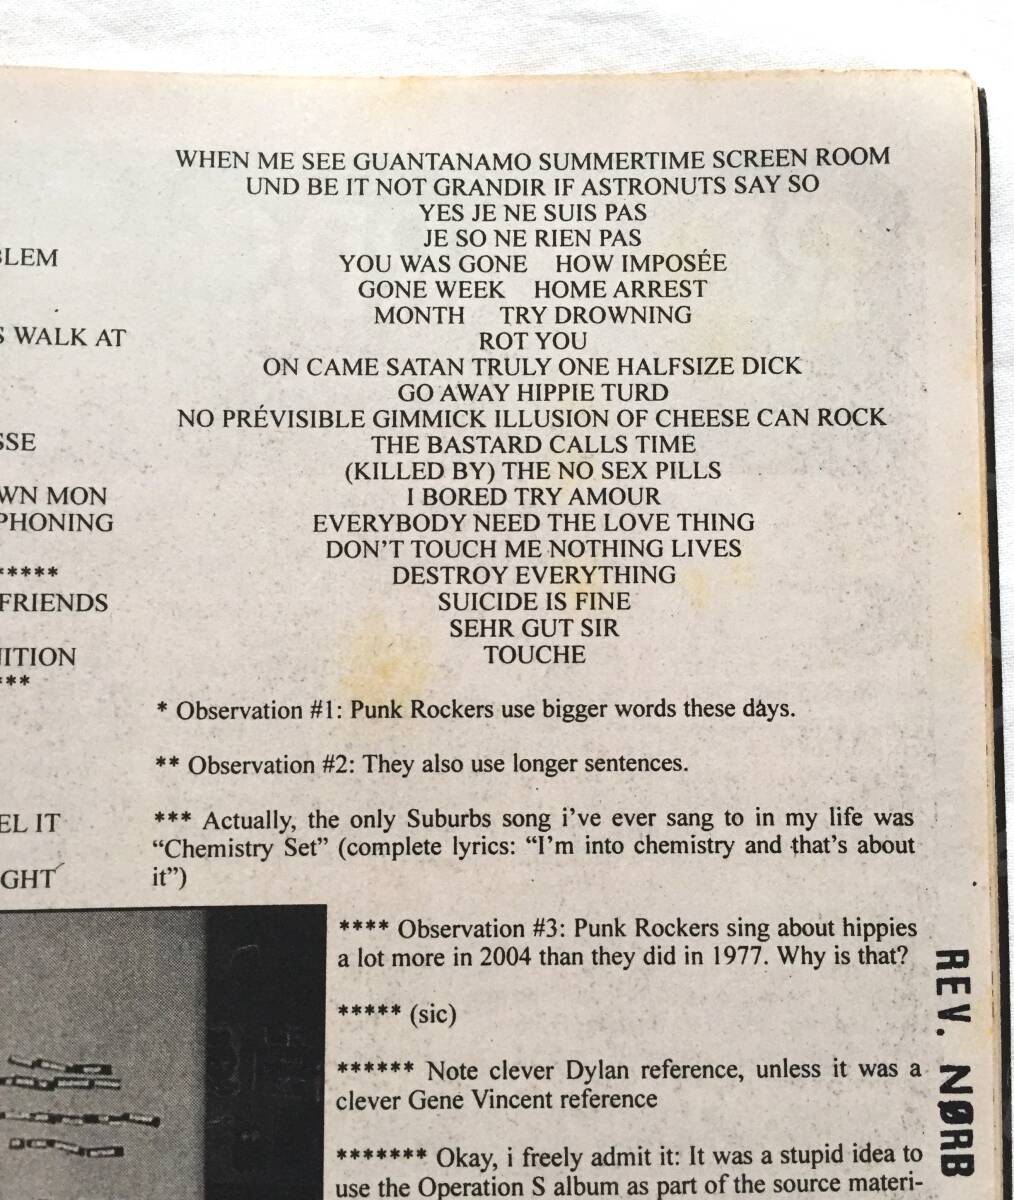 BLEM
S WALK AT
SSE
WN MON
PHONING
*****
FRIENDS
NITION
***
EL IT
GHT
WHEN ME SEE GUANTANAMO SUMMERTIME SCREEN ROOM
UND BE IT NOT GRANDIR IF ASTRONUTS SAY SO
YES JE NE SUIS PAS
JE SO NE RIEN PAS
YOU WAS GONE HOW IMPOSÉE
GONE WEEK HOME ARREST
MONTH TRY DROWNING
ROT YOU
ON CAME SATAN TRULY ONE HALFSIZE DICK
GO AWAY HIPPIE TURD
NO PRÉVISIBLE GIMMICK ILLUSION OF CHEESE CAN ROCK
THE BASTARD CALLS TIME
(KILLED BY) THE NO SEX PILLS
I BORED TRY AMOUR
EVERYBODY NEED THE LOVE THING
DON'T TOUCH ME NOTHING LIVES
DESTROY EVERYTHING
SUICIDE IS FINE
SEHR GUT SIR
TOUCHE
* Observation #1: Punk Rockers use bigger words these days.
** Observation #2: They also use longer sentences.
*** Actually, the only Suburbs song i've ever sang to in my life was
“Chemistry Set” (complete lyrics: “I'm into chemistry and that's about
it”)
**** Observation #3: Punk Rockers sing about hippies
a lot more in 2004 than they did in 1977. Why is that?
***** (sic)
****** Note clever Dylan reference, unless it was a
clever Gene Vincent reference
******* Okay, i freely admit it: It was a stupid idea to
use the Operation S album as part of the source materi-
REV. NØRB